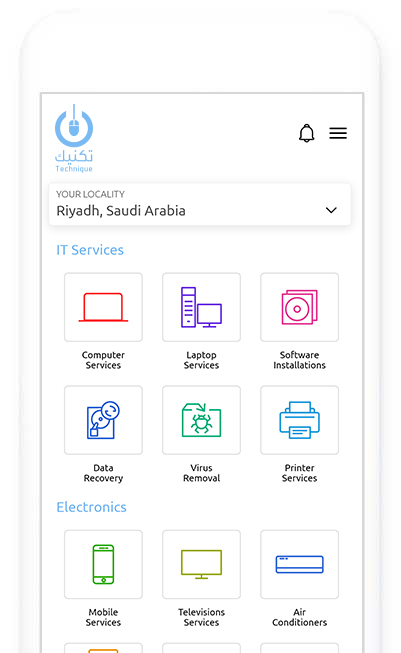 تكنيك
Technique
YOUR LOCALITY
Riyadh, Saudi Arabia
IT Services
Computer
Services
Laptop
Services
Software
Installations
Data
Recovery
Virus
Removal
Printer
Services
Electronics
Mobile
Services
Televisions
Services
Air
Conditioners